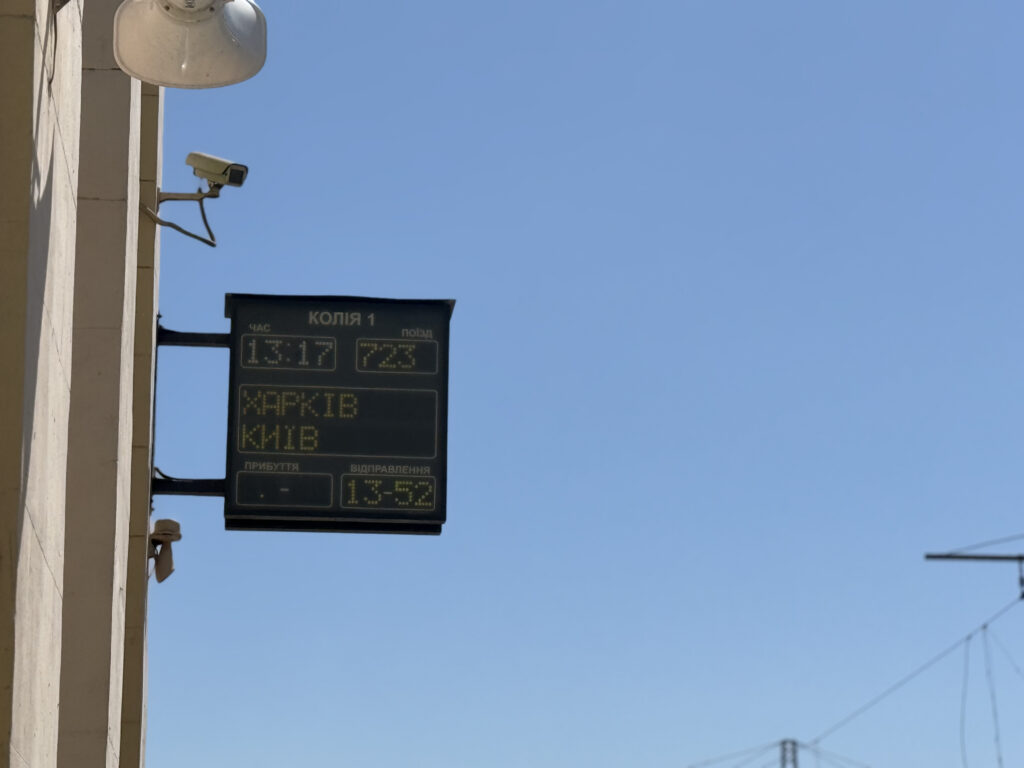 КОЛІЯ 1
ЧАС ПОЇЗД
13:17 723
ХАРКІВ
КИЇВ
ПРИБУТТЯ ВІДПРАВЛЕННЯ
. - 13-52